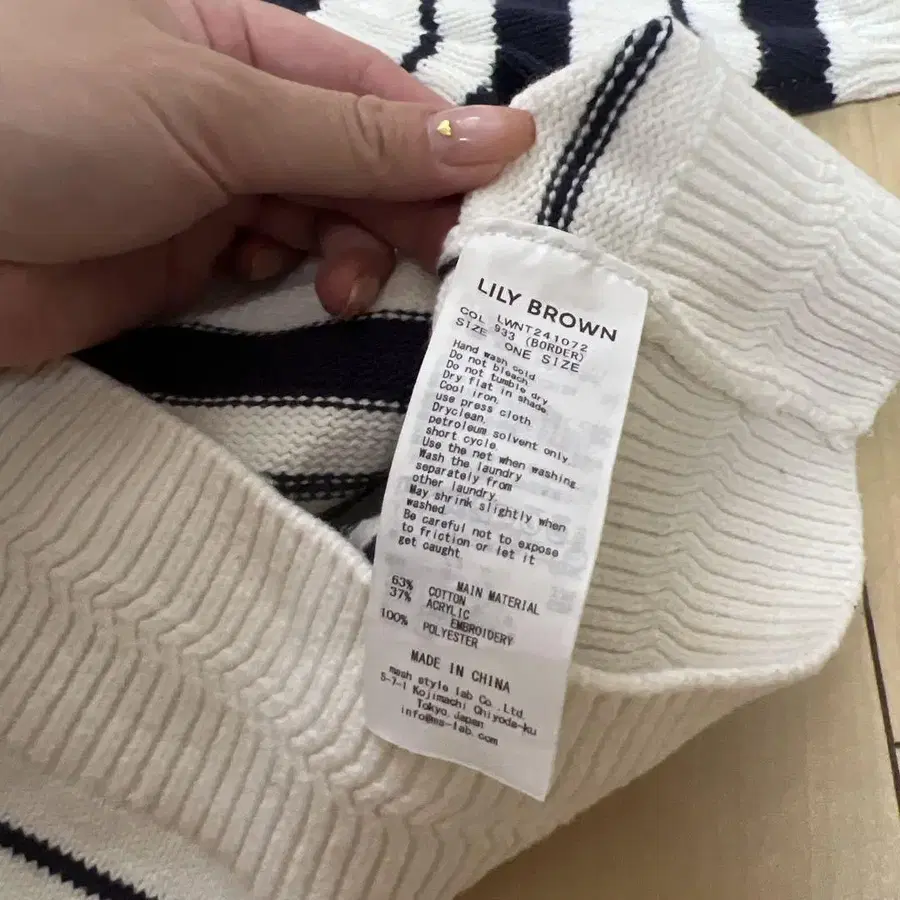 LILY BROWN
LWNT241072
COL 933 (BORDER)
SIZE ONE SIZE
Hand wash cold
Do not bleach
Do not tumble dry
Dry flat in shade
Cool iron.
use press cloth
Dryclean.
petroleum solvent only.
short cycle.
Use the net when washing.
Wash the laundry
separately from
other laundry.
May shrink slightly when
washed.
Be careful not to expose
to friction or let it
get caught.
MAIN MATERIAL
63% COTTON
37% ACRYLIC
EMBROIDERY
100% POLYESTER
MADE IN CHINA
mash style lab Co.,Ltd.
5-7-1 Kojimachi Chiyoda-ku
Tokyo Japan
info@ms-lab.com